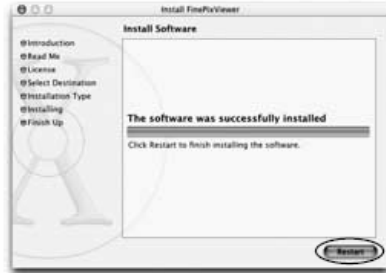 Install FinePixViewer
Install Software
Introduction
Read Me
License
Select Destination
Installation Type
Installing
Finish Up
The software was successfully installed
Click Restart to finish installing the software.
Restart